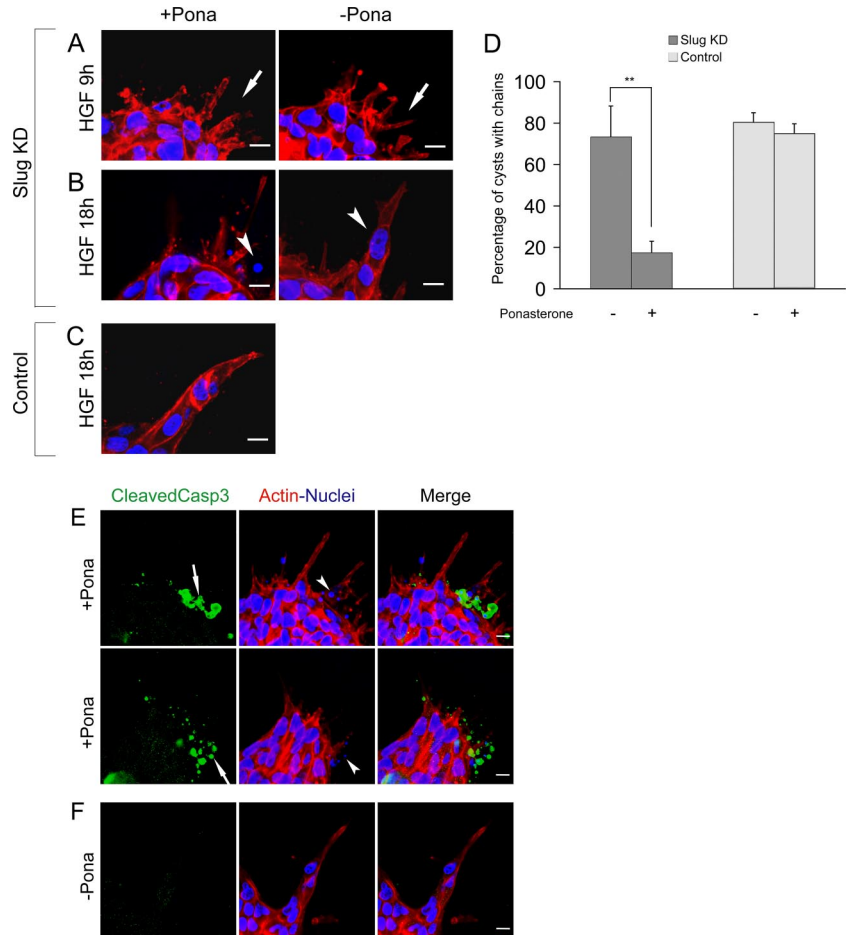 +Pona -Pona
A
HGF 9h
Slug KD
B
HGF 18h
C
Control
HGF 18h
D
Slug KD
Control
**
Percentage of cysts with chains
100
80
60
40
20
0
Ponasterone - + - +
CleavedCasp3 Actin-Nuclei Merge
E
+Pona
+Pona
F
-Pona